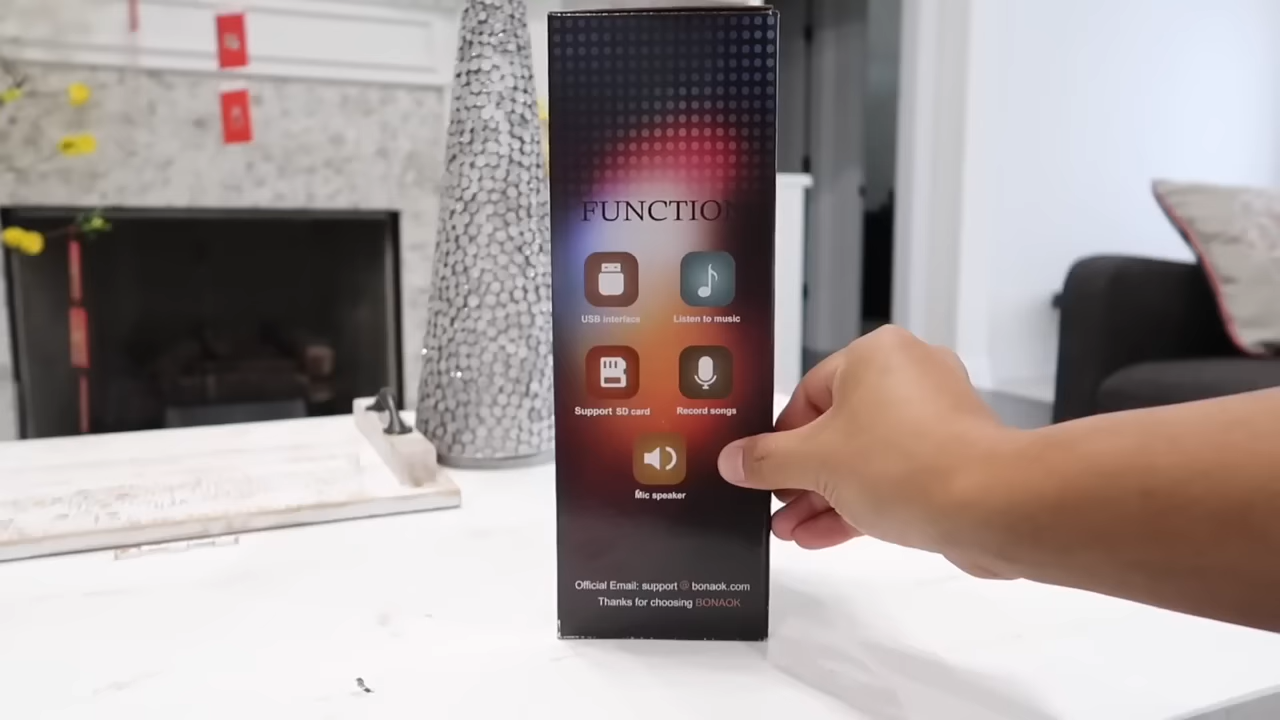 FUNCTION
USB interface
Listen to music
Support SD card
Record songs
Mic speaker
Official Email: support@bonaok.com
Thanks for choosing BONAOK